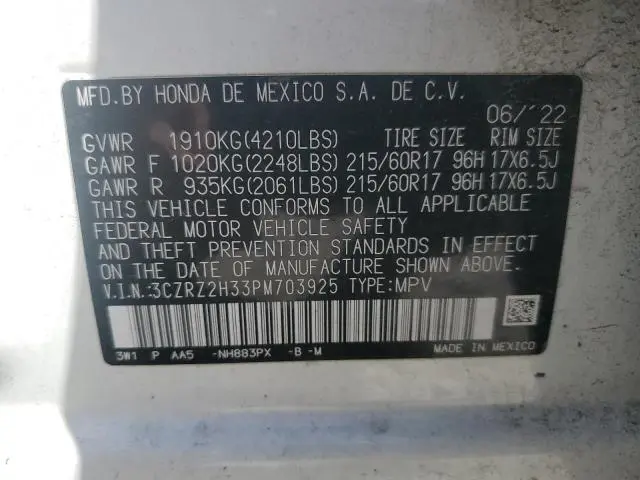 MFD.BY HONDA DE MEXICO S.A. DE C.V.
06/'22
GVWR 1910KG(4210LBS) TIRE SIZE RIM SIZE
GAWR F 1020KG(2248LBS) 215/60R17 96H 17X6.5J
GAWR R 935KG(2061LBS) 215/60R17 96H 17X6.5J
THIS VEHICLE CONFORMS TO ALL APPLICABLE
FEDERAL MOTOR VEHICLE SAFETY
AND THEFT PREVENTION STANDARDS IN EFFECT
ON THE DATE OF MANUFACTURE SHOWN ABOVE.
V.I.N.:3CZRZ2H33PM703925 TYPE:MPV
3W1 P AA5 -NH883PX -B -M MADE IN MEXICO